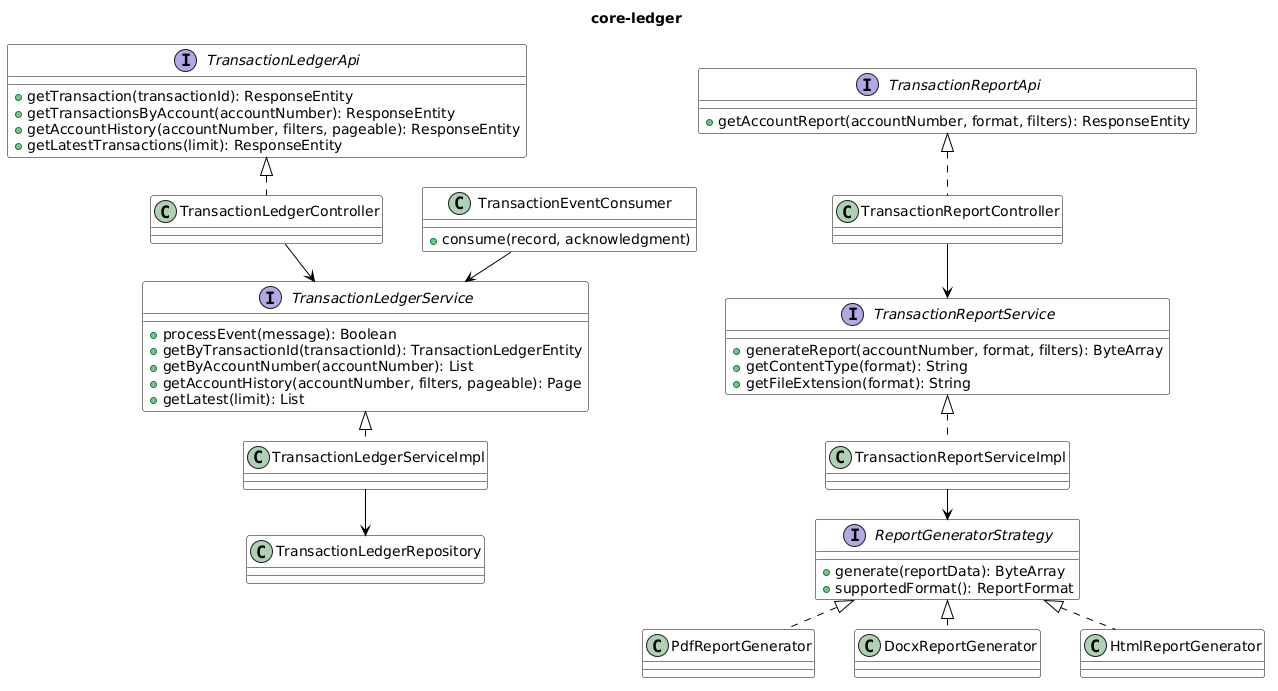 core-ledger
I TransactionLedgerApi
getTransaction(transactionId): ResponseEntity
getTransactionsByAccount(accountNumber): ResponseEntity
getAccountHistory(accountNumber, filters, pageable): ResponseEntity
getLatestTransactions(limit): ResponseEntity
I TransactionReportApi
getAccountReport(accountNumber, format, filters): ResponseEntity
C TransactionLedgerController
C TransactionEventConsumer
consume(record, acknowledgment)
C TransactionReportController
I TransactionLedgerService
processEvent(message): Boolean
getByTransactionId(transactionId): TransactionLedgerEntity
getByAccountNumber(accountNumber): List
getAccountHistory(accountNumber, filters, pageable): Page
getLatest(limit): List
I TransactionReportService
generateReport(accountNumber, format, filters): ByteArray
getContentType(format): String
getFileExtension(format): String
C TransactionLedgerServiceImpl
C TransactionReportServiceImpl
C TransactionLedgerRepository
I ReportGeneratorStrategy
generate(reportData): ByteArray
supportedFormat(): ReportFormat
C PdfReportGenerator
C DocxReportGenerator
C HtmlReportGenerator